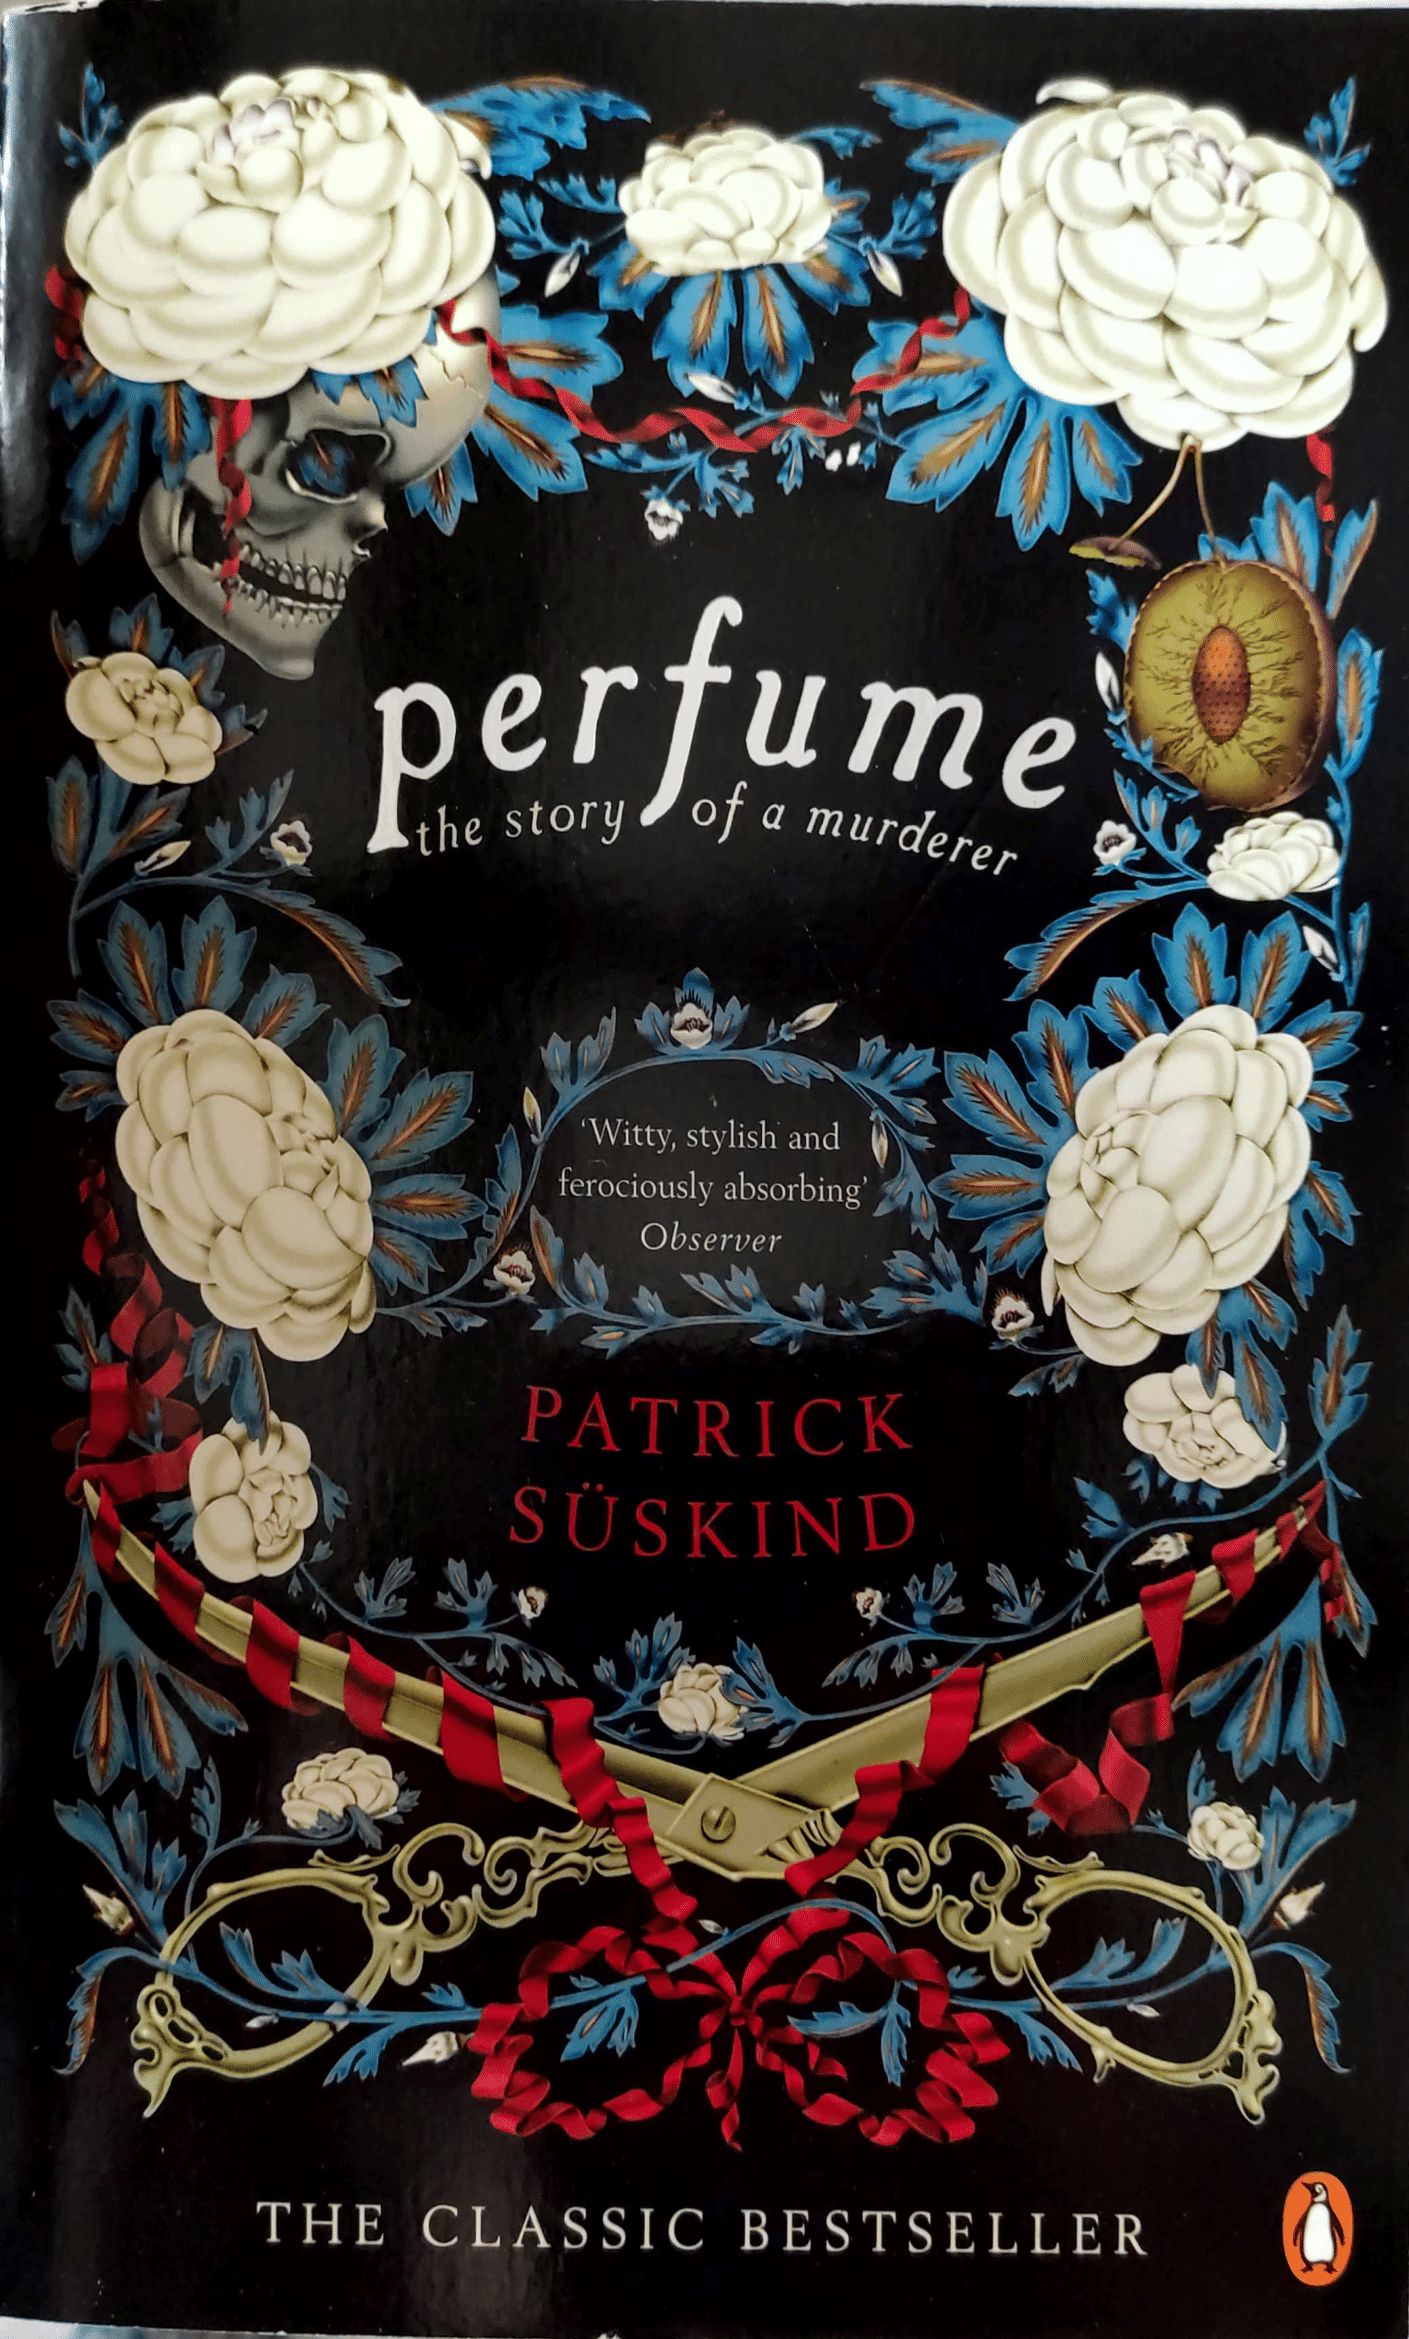 perfume
the story of a murderer
‘Witty, stylish and
ferociously absorbing’
Observer
PATRICK
SÜSKIND
THE CLASSIC BESTSELLER